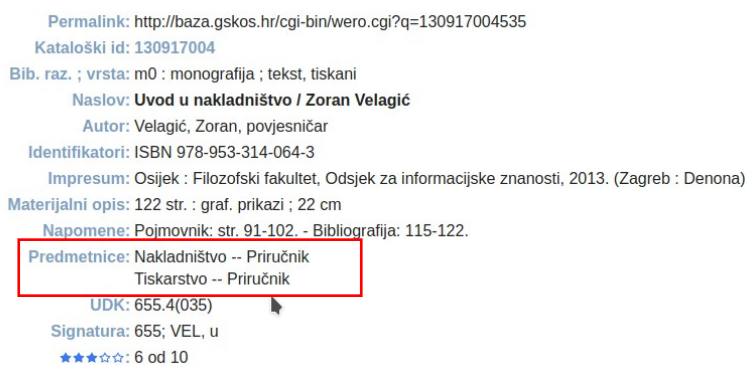 Permalink: http://baza.gskos.hr/cgi-bin/wero.cgi?q=130917004535
Kataloški id: 130917004
Bib. raz. ; vrsta: m0 : monografija ; tekst, tiskani
Naslov: Uvod u nakladništvo / Zoran Velagić
Autor: Velagić, Zoran, povjesničar
Identifikatori: ISBN 978-953-314-064-3
Impresum: Osijek : Filozofski fakultet, Odsjek za informacijske znanosti, 2013. (Zagreb : Denona)
Materijalni opis: 122 str. : graf. prikazi ; 22 cm
Napomene: Pojmovnik: str. 91-102. - Bibliografija: 115-122.
Predmetnice: Nakladništvo -- Priručnik
Tiskarstvo -- Priručnik
UDK: 655.4(035)
Signatura: 655; VEL, u
★★★☆☆: 6 od 10